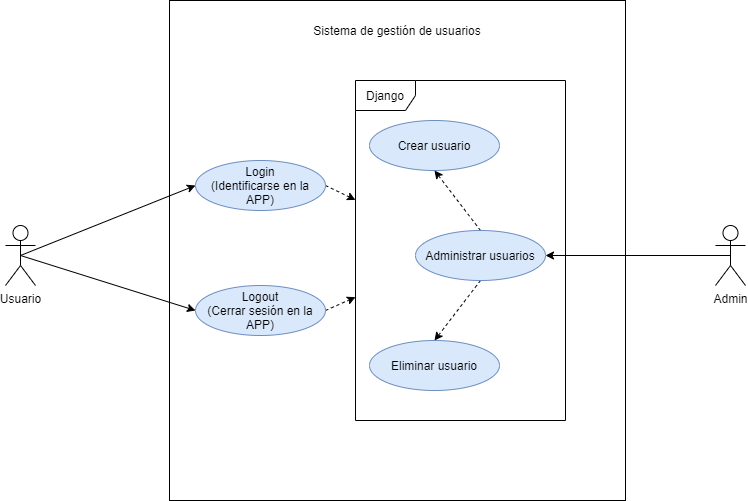 Sistema de gestión de usuarios
Django
Crear usuario
Login
(Identificarse en la
APP)
Administrar usuarios
Usuario
Admin
Logout
(Cerrar sesión en la
APP)
Eliminar usuario